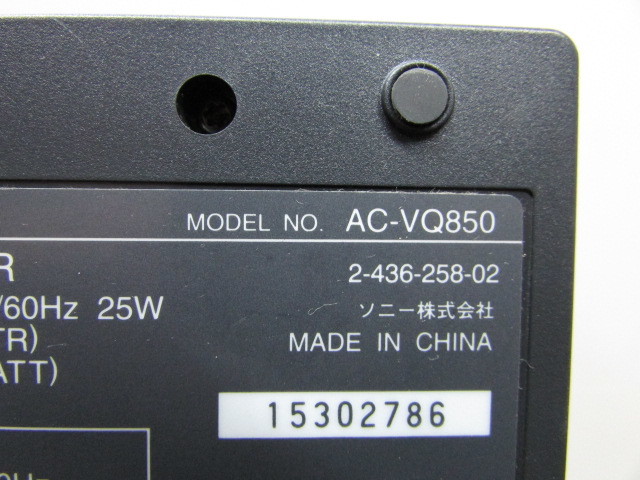 MODEL NO. AC-VQ850
R
2-436-258-02
/60Hz 25W
ソニー株式会社
TR)
MADE IN CHINA
ATT)
15302786